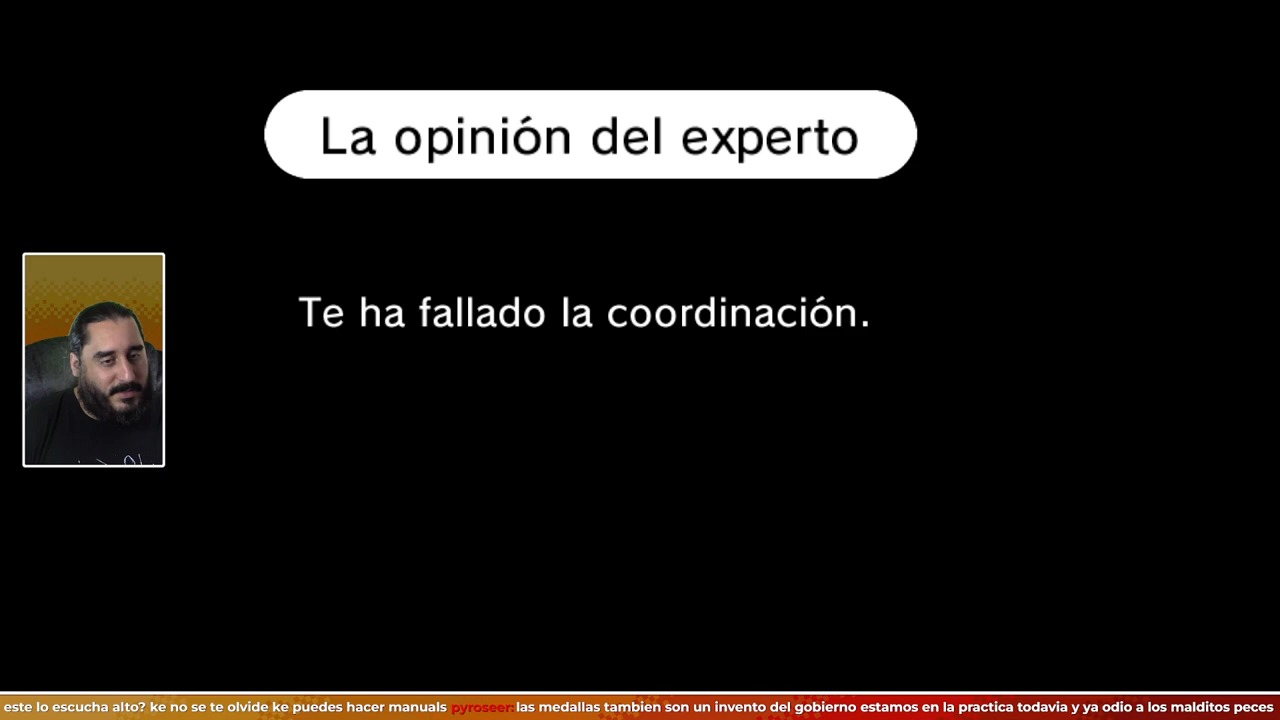 La opinión del experto
Te ha fallado la coordinación.
este lo escucha alto? ke no se te olvide ke puedes hacer manuals pyroseer: las medallas tambien son un invento del gobierno estamos en la practica todavia y ya odio a los malditos peces